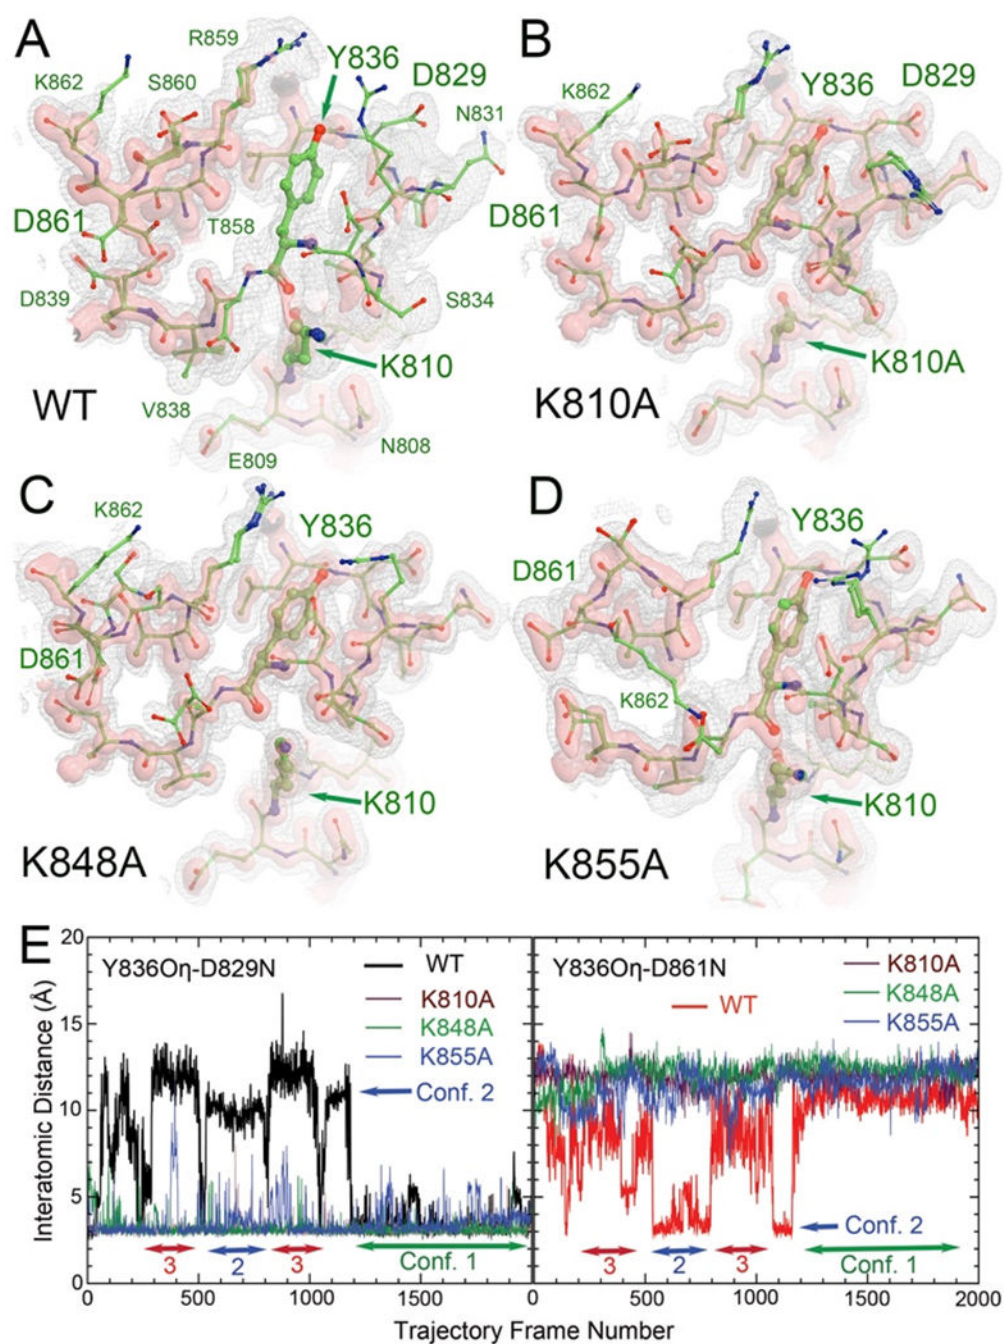 A
R859
Y836
D829
K862
S860
N831
D861
T858
D839
S834
K810
WT
V838
N808
E809
B
Y836
D829
K862
D861
K810A
K810A
C
K862
Y836
D861
K810
K848A
D
Y836
D861
K862
K810
K855A
E
Y836Oη-D829N
WT
K810A
K848A
K855A
Conf. 2
3
2
3
Conf. 1
Y836Oη-D861N
K810A
WT
K848A
K855A
Conf. 2
3
2
3
Conf. 1
Interatomic Distance (Å)
20
15
10
5
0
0
500
1000
1500
0
500
1000
1500
2000
Trajectory Frame Number